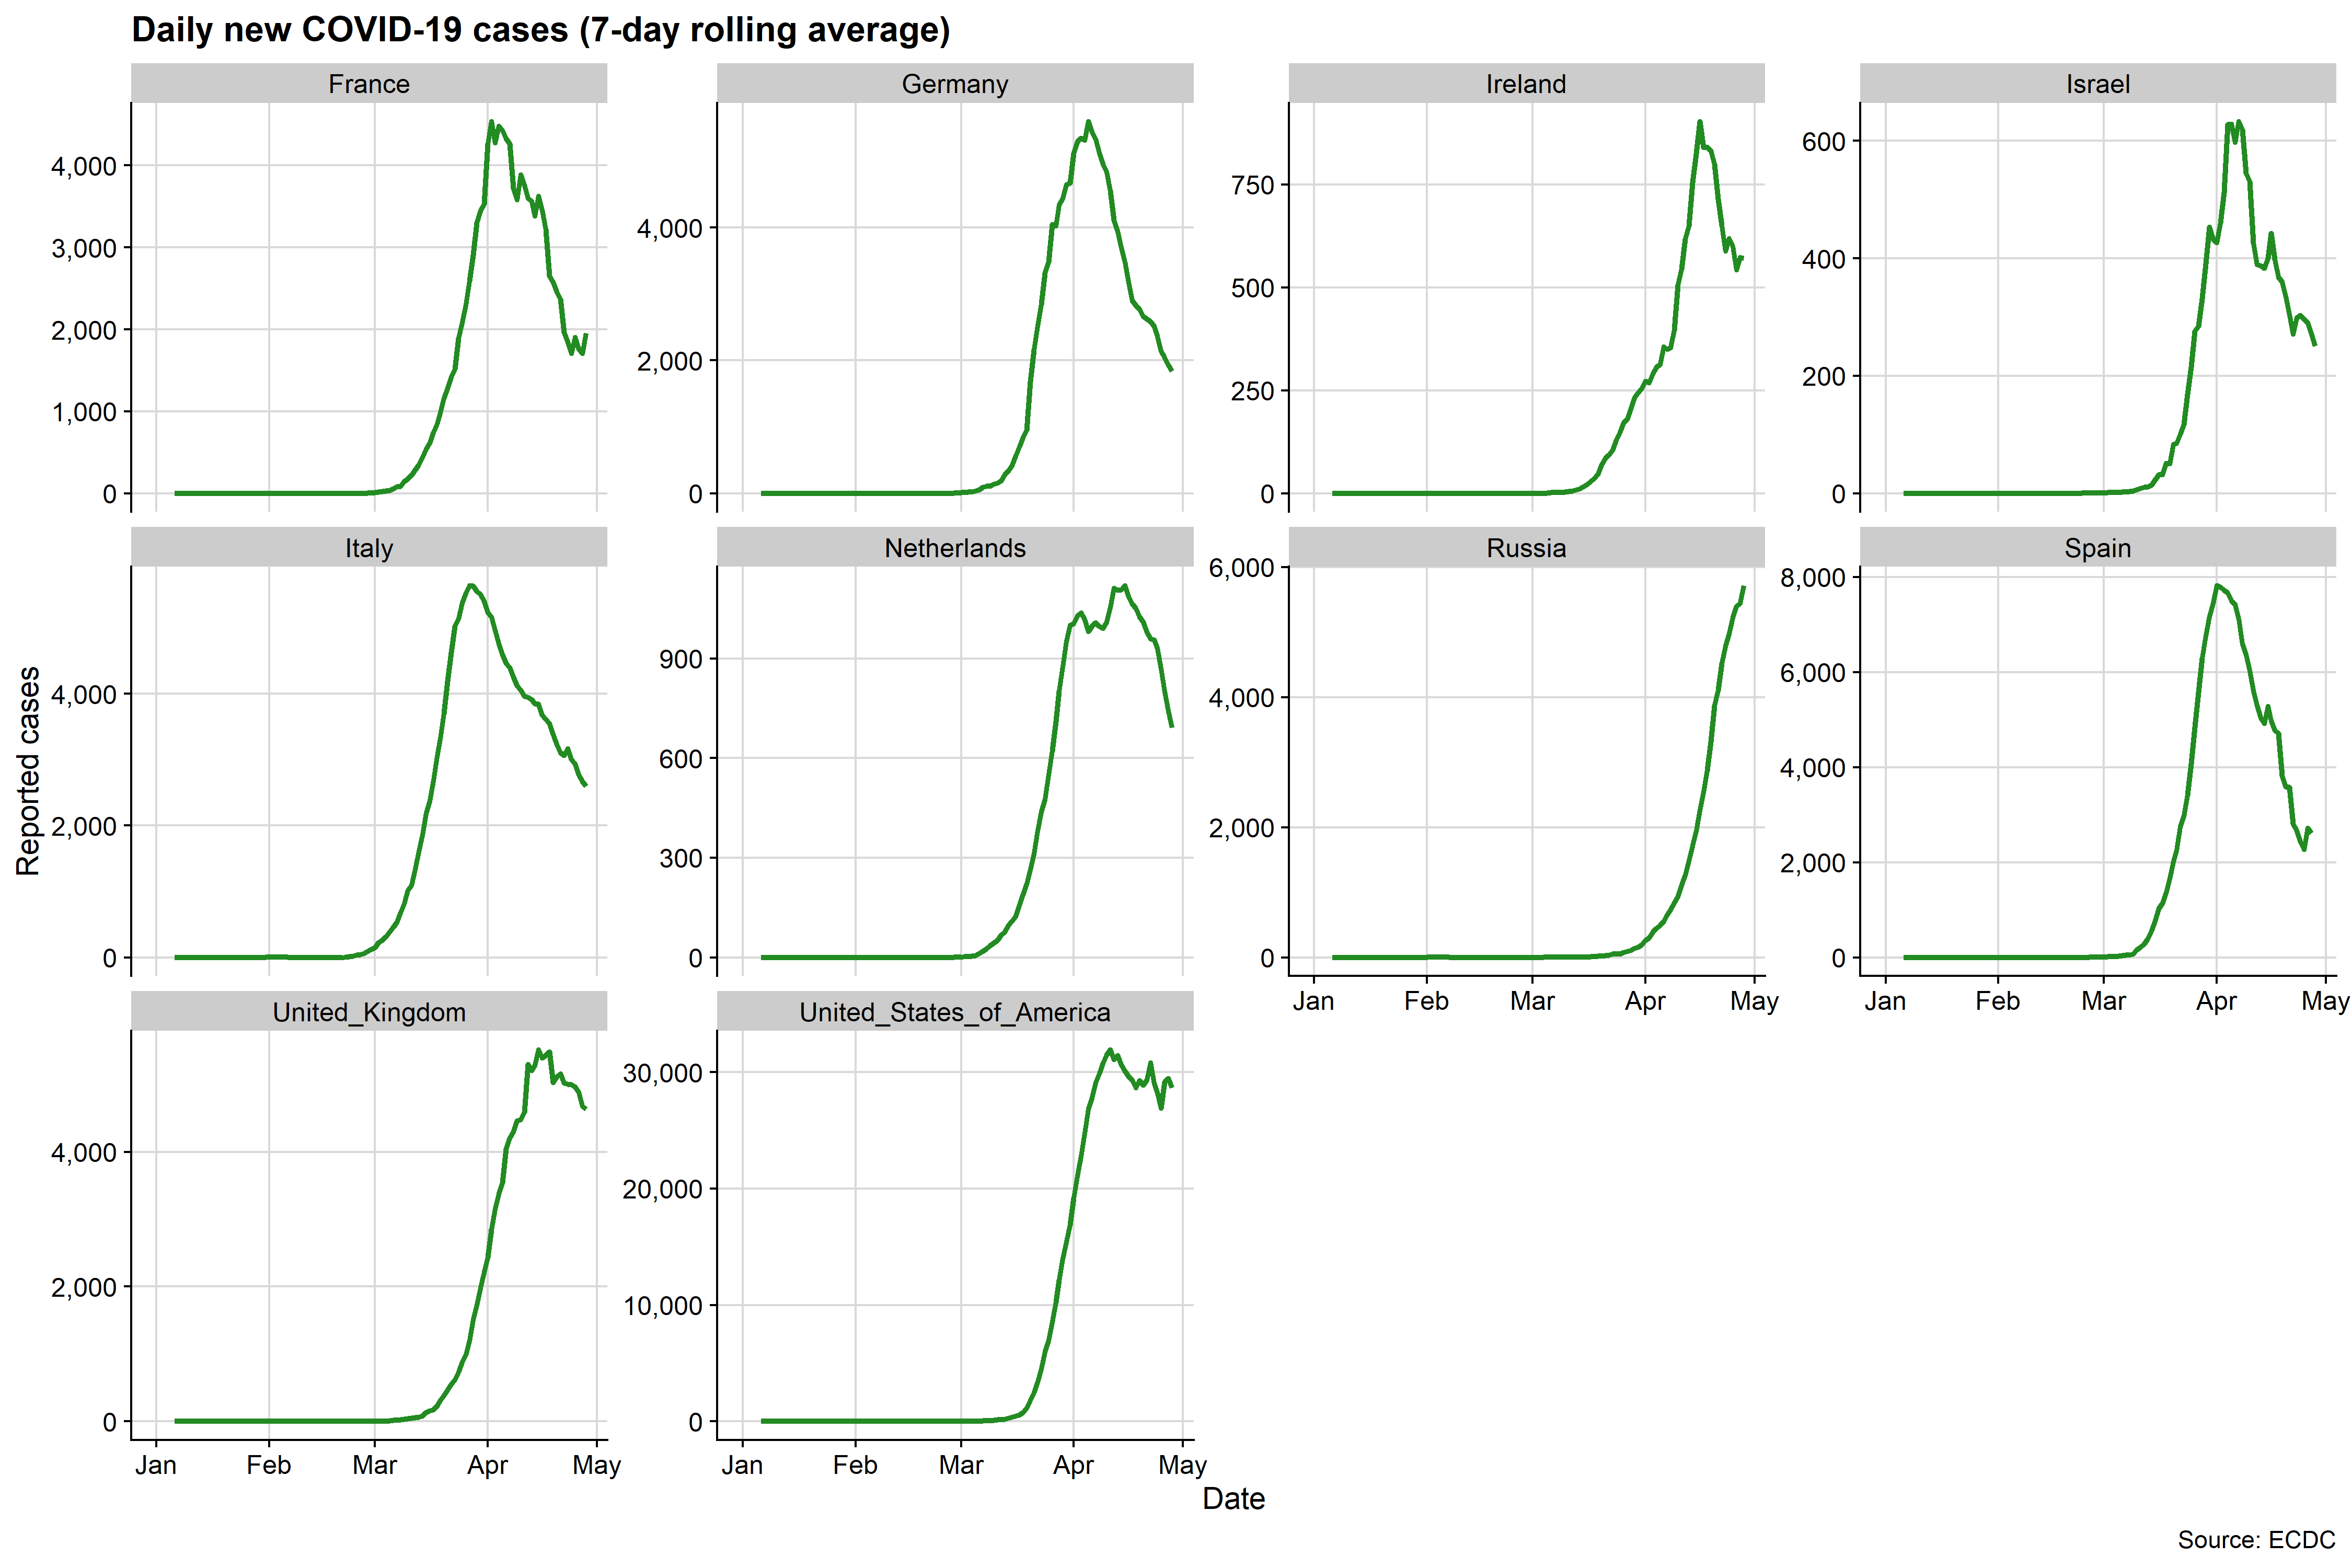 Daily new COVID-19 cases (7-day rolling average)
France
Germany
Ireland
Israel
4,000
3,000
2,000
1,000
0
4,000
2,000
0
750
500
250
0
600
400
200
0
Italy
Netherlands
Russia
Spain
4,000
2,000
0
900
600
300
0
6,000
4,000
2,000
0
8,000
6,000
4,000
2,000
0
Jan Feb Mar Apr May
Jan Feb Mar Apr May
United_Kingdom
United_States_of_America
4,000
2,000
0
30,000
20,000
10,000
0
Jan Feb Mar Apr May
Jan Feb Mar Apr May
Reported cases
Date
Source: ECDC